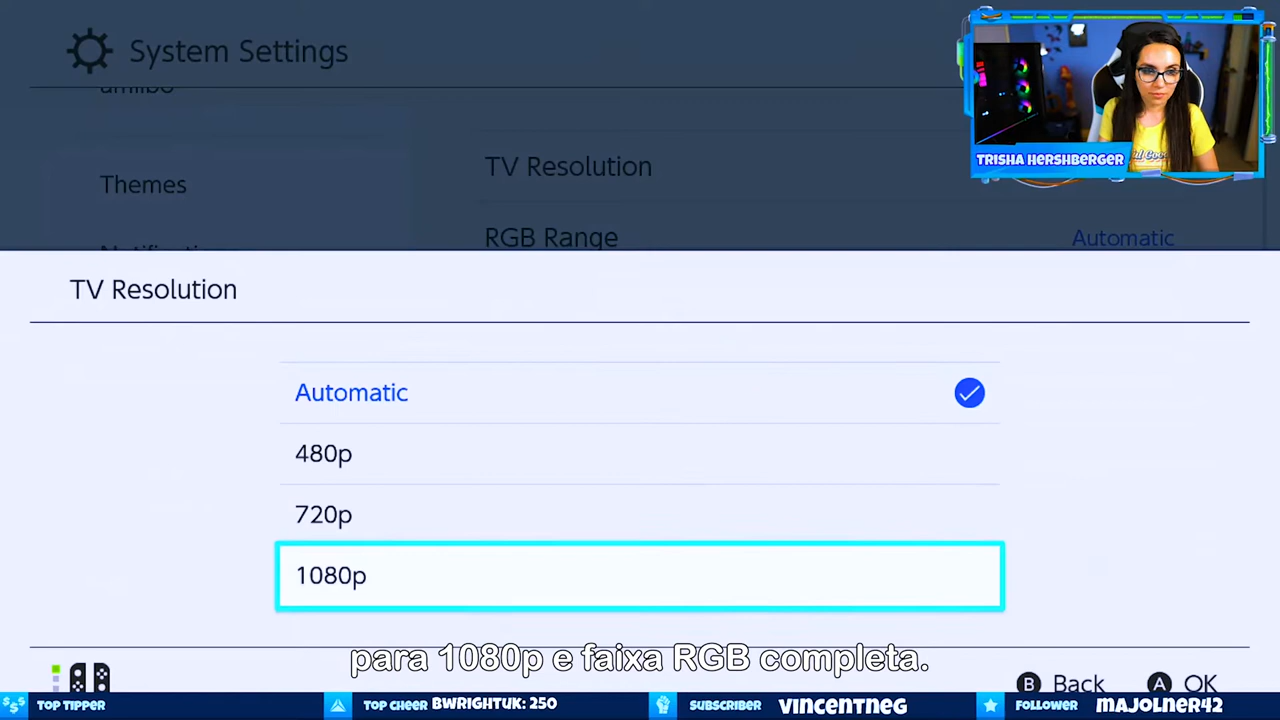 System Settings
amiibo
Themes
TV Resolution
RGB Range
Automatic
TRISHA HERSHBERGER
TV Resolution
Automatic
480p
720p
1080p
para 1080p e faixa RGB completa.
B Back
A OK
TOP TIPPER
TOP CHEER BWRIGHTUK: 250
SUBSCRIBER VINCENTNEG
FOLLOWER MAJOLNER42